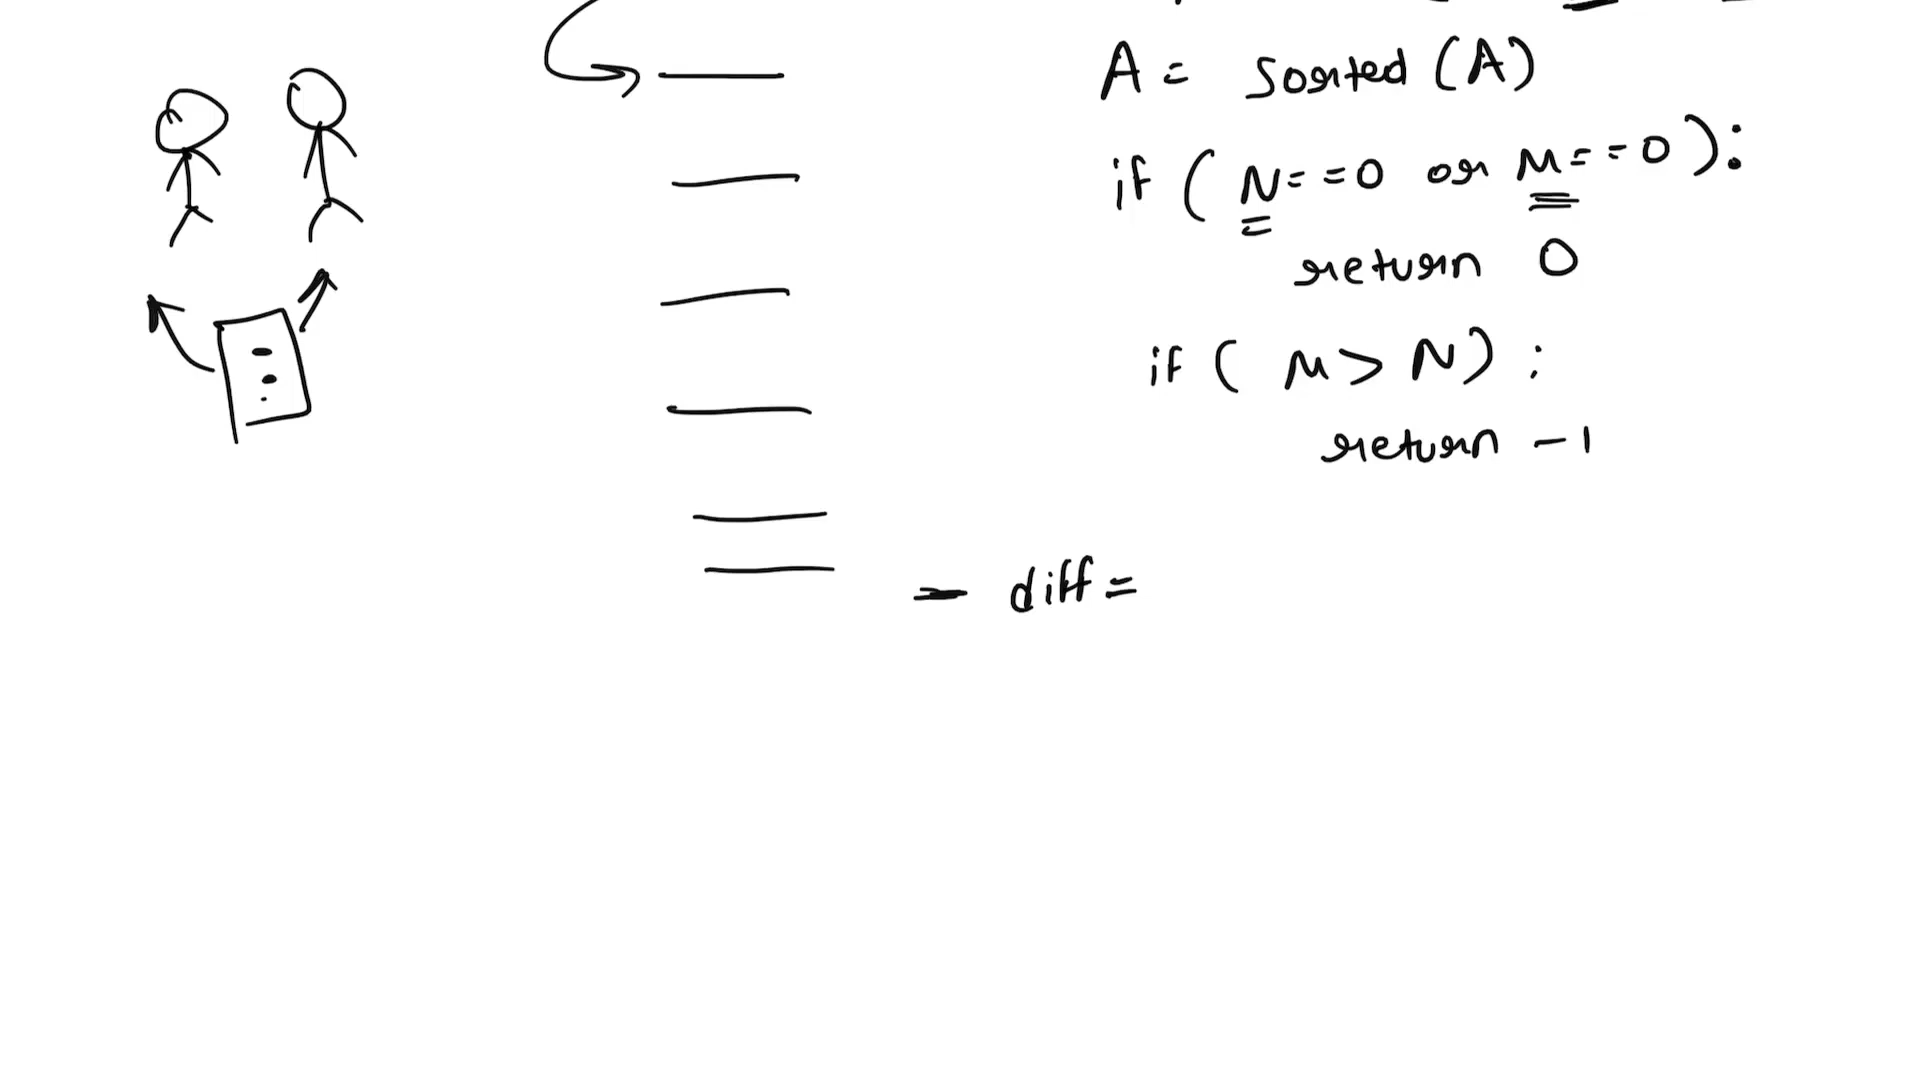 A = sorted (A)
if ( N = = 0 or M = = 0 ) :
return 0
if ( M > N ) :
return - 1
- diff =